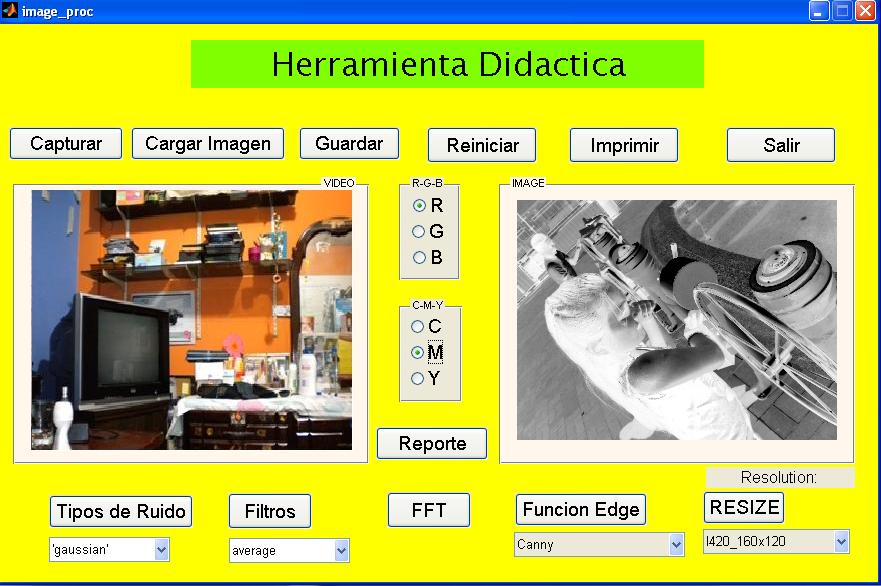 image_proc
Herramienta Didactica
Capturar
Cargar Imagen
Guardar
Reiniciar
Imprimir
Salir
VIDEO
R-G-B
R
G
B
IMAGE
C-M-Y
C
M
Y
Reporte
Resolution:
Tipos de Ruido
Filtros
FFT
Funcion Edge
RESIZE
'gaussian'
average
Canny
I420_160x120